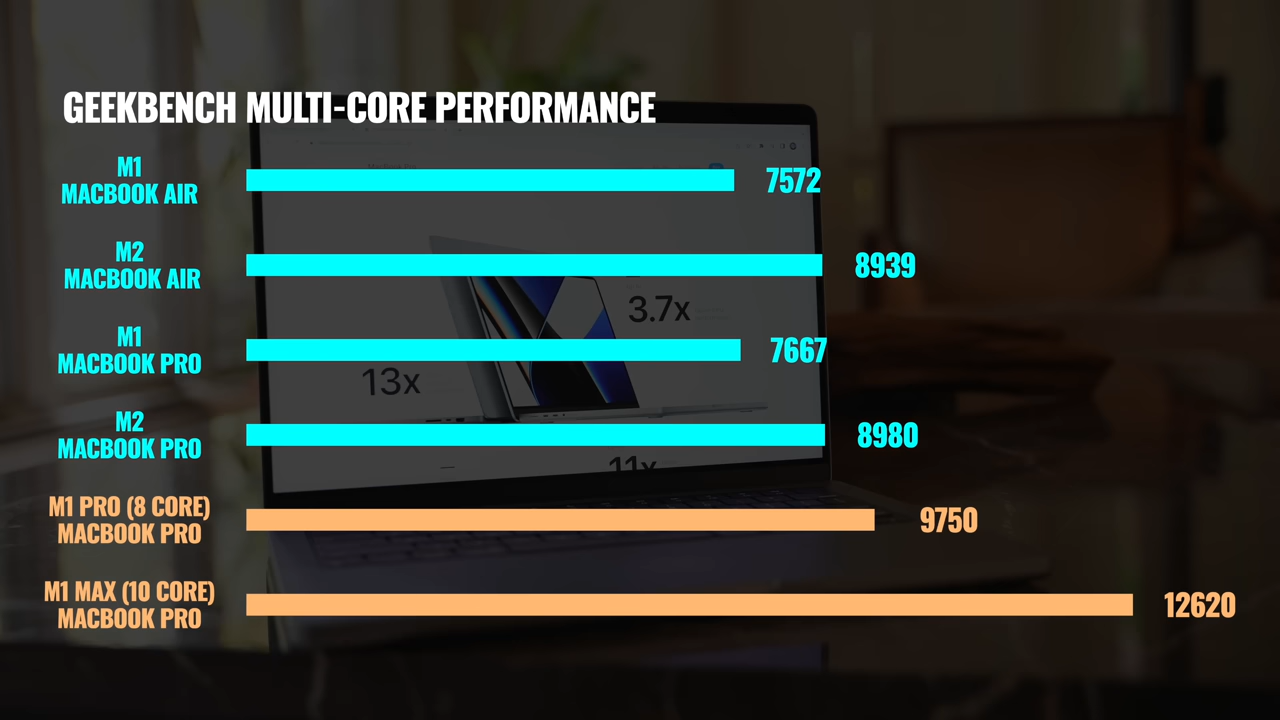 GEEKBENCH MULTI-CORE PERFORMANCE
M1
MACBOOK AIR
7572
M2
MACBOOK AIR
8939
3.7x
M1
MACBOOK PRO
7667
13x
M2
MACBOOK PRO
8980
11x
M1 PRO (8 CORE)
MACBOOK PRO
9750
M1 MAX (10 CORE)
MACBOOK PRO
12620